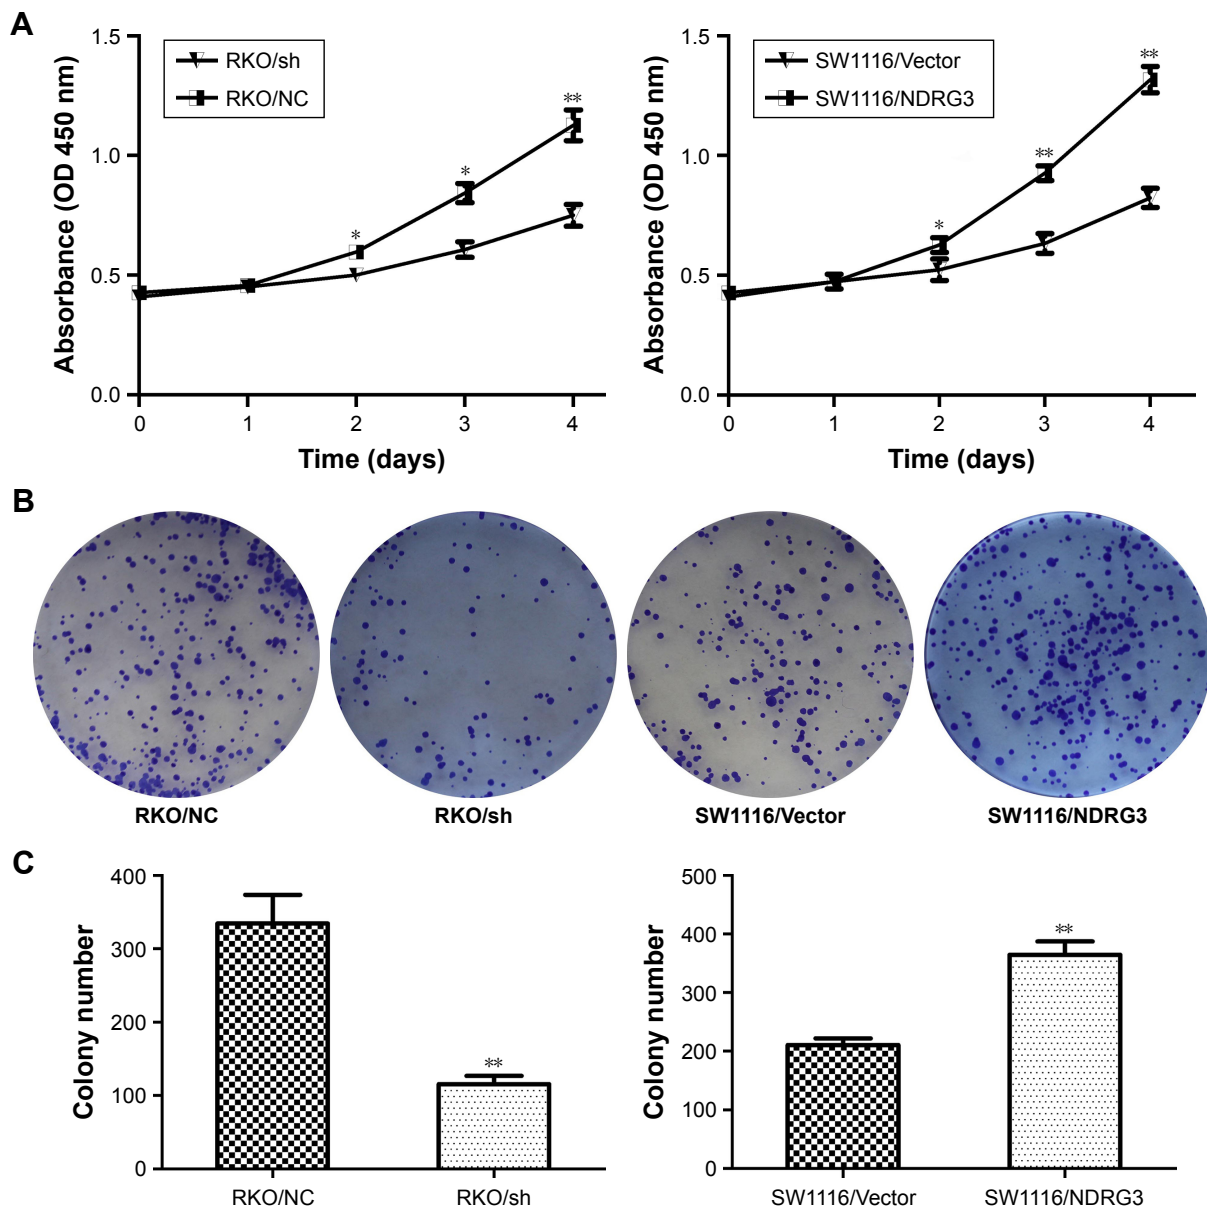 A
1.5
1.0
0.5
0.0
Absorbance (OD 450 nm)
RKO/sh
RKO/NC
*
*
**
0 1 2 3 4
Time (days)
1.5
1.0
0.5
0.0
Absorbance (OD 450 nm)
SW1116/Vector
SW1116/NDRG3
*
**
**
0 1 2 3 4
Time (days)
B
RKO/NC RKO/sh SW1116/Vector SW1116/NDRG3
C
400
300
200
100
0
Colony number
**
RKO/NC RKO/sh
500
400
300
200
100
0
Colony number
**
SW1116/Vector SW1116/NDRG3